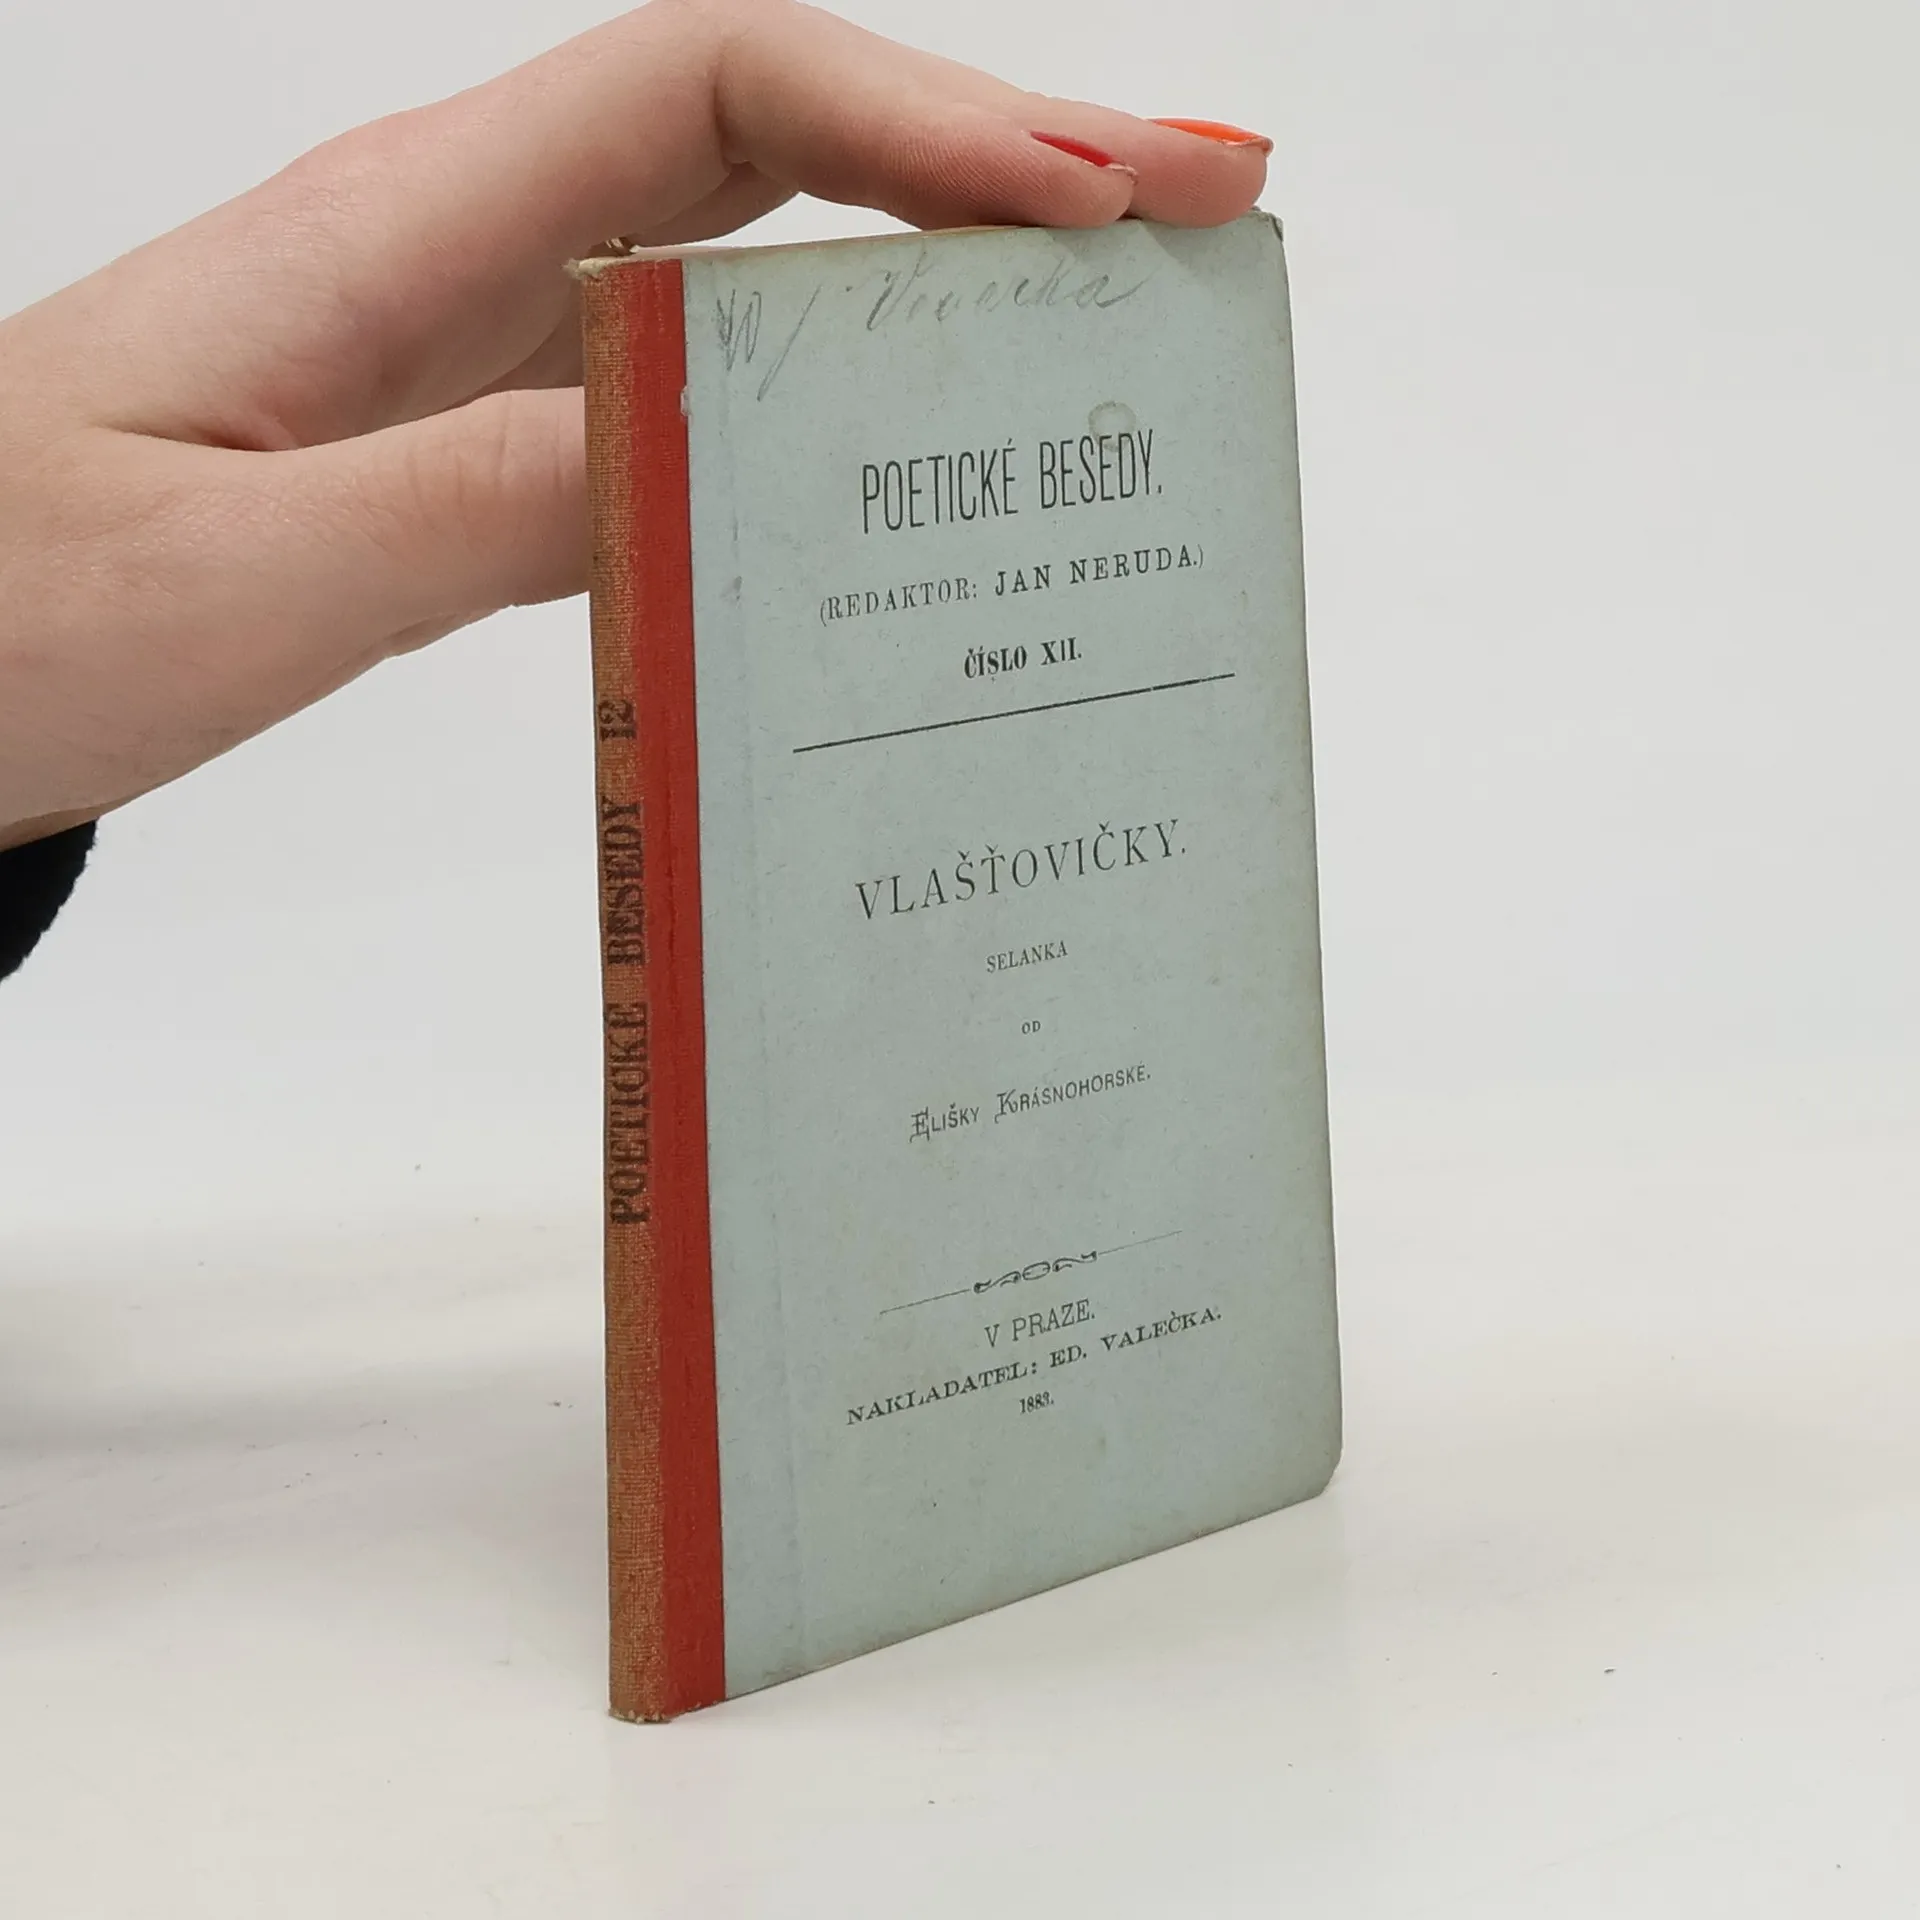 POETICKÉ BESEDY.
(REDAKTOR: JAN NERUDA.)
ČÍSLO XII.
VLAŠŤOVIČKY.
SELANKA
OD
ELIŠKY KRÁSNOHORSKÉ.
V PRAZE.
NAKLADATEL: ED. VALEČKA.
1883.
POETICKÉ BESEDY - 12